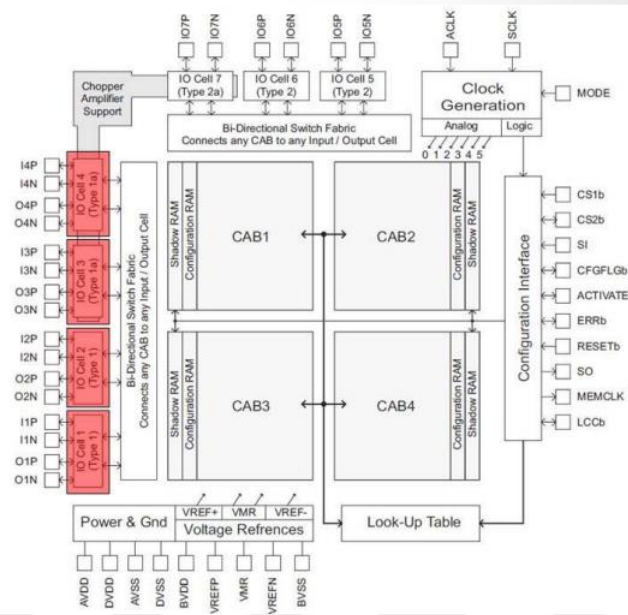 IO7P
IO7N
IO6P
IO6N
IO5P
IO5N
ACLK
SCLK
Chopper
Amplifier
Support
IO Cell 7
(Type 2a)
IO Cell 6
(Type 2)
IO Cell 5
(Type 2)
Clock
Generation
Analog
Logic
MODE
Bi-Directional Switch Fabric
Connects any CAB to any Input / Output Cell
0 1 2 3 4 5
I4P
I4N
O4P
O4N
IO Cell 4
(Type 1a)
I3P
I3N
O3P
O3N
IO Cell 3
(Type 1a)
I2P
I2N
O2P
O2N
IO Cell 2
(Type 1)
I1P
I1N
O1P
O1N
IO Cell 1
(Type 1)
Bi-Directional Switch Fabric
Connects any CAB to any Input / Output Cell
Shadow RAM
Configuration RAM
CAB1
CAB2
Configuration RAM
Shadow RAM
Shadow RAM
Configuration RAM
CAB3
CAB4
Configuration RAM
Shadow RAM
Configuration Interface
CS1b
CS2b
SI
CFGFLGb
ACTIVATE
ERRb
RESETb
SO
MEMCLK
LCCb
Power & Gnd
VREF+
VMR
VREF-
Voltage Refrences
Look-Up Table
AVDD
DVDD
AVSS
DVSS
BVDD
VREFP
VMR
VREFN
BVSS